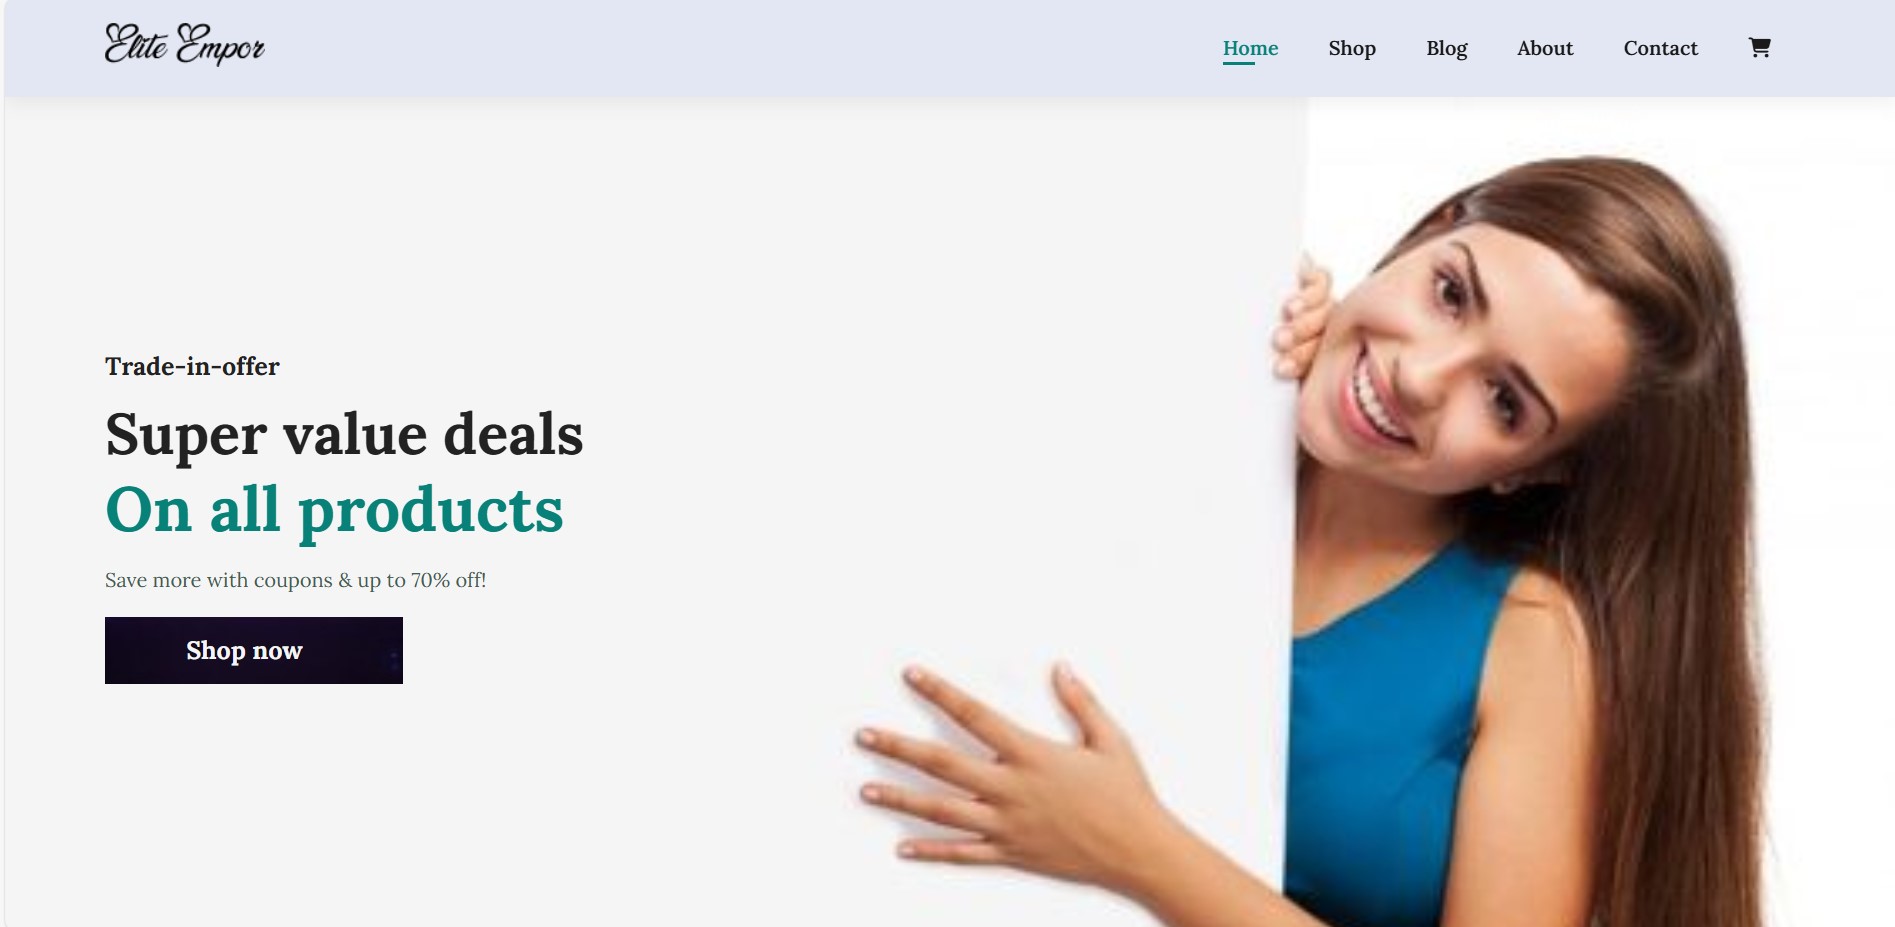 Elite Empor
Home Shop Blog About Contact
Trade-in-offer
Super value deals
On all products
Save more with coupons & up to 70% off!
Shop now